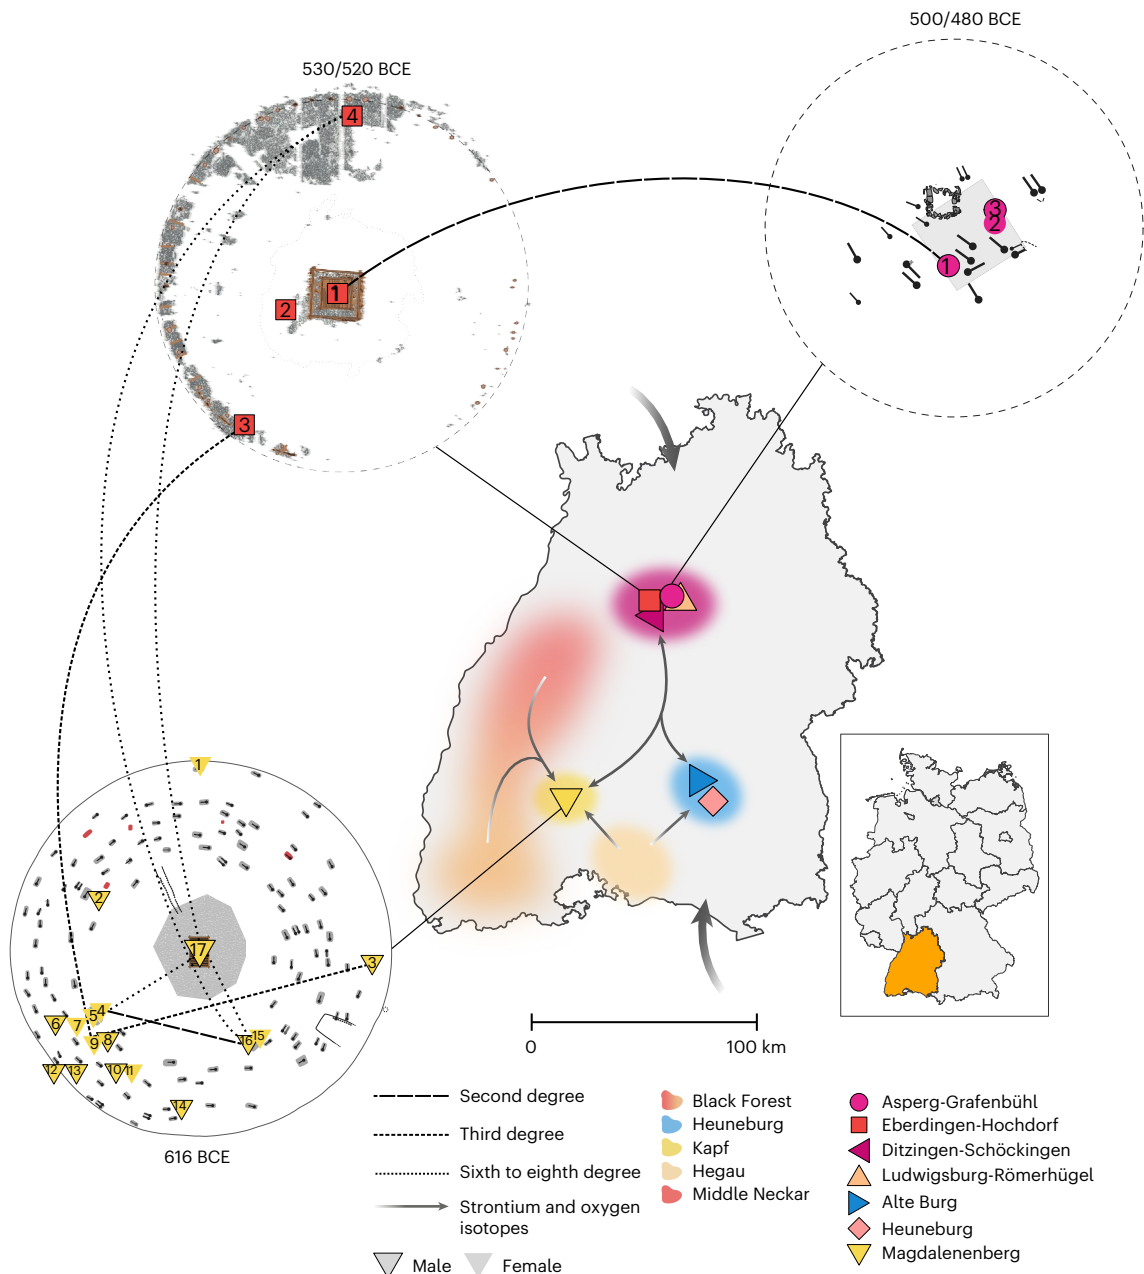 500/480 BCE
530/520 BCE
4
3
2
1
1
2
3
1
2
17
3
4
5
6
7
9
8
16
15
12
13
10
11
14
616 BCE
0
100 km
Second degree
Third degree
Sixth to eighth degree
Strontium and oxygen
isotopes
Male
Female
Black Forest
Heuneburg
Kapf
Hegau
Middle Neckar
Asperg-Grafenbühl
Eberdingen-Hochdorf
Ditzingen-Schöckingen
Ludwigsburg-Römerhügel
Alte Burg
Heuneburg
Magdalenenberg